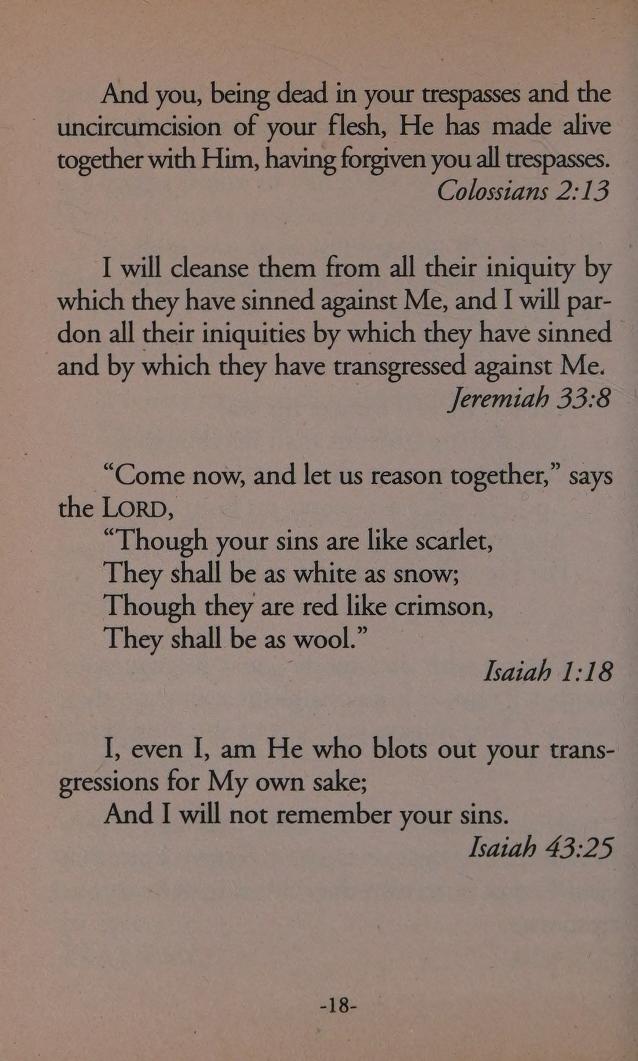 And you, being dead in your trespasses and the
uncircumcision of your flesh, He has made alive
together with Him, having forgiven you all trespasses.
Colossians 2:13
I will cleanse them from all their iniquity by
which they have sinned against Me, and I will par-
don all their iniquities by which they have sinned
and by which they have transgressed against Me.
Jeremiah 33:8
“Come now, and let us reason together,” says
the LORD,
“Though your sins are like scarlet,
They shall be as white as snow;
Though they are red like crimson,
They shall be as wool.”
Isaiah 1:18
I, even I, am He who blots out your trans-
gressions for My own sake;
And I will not remember your sins.
Isaiah 43:25
-18-